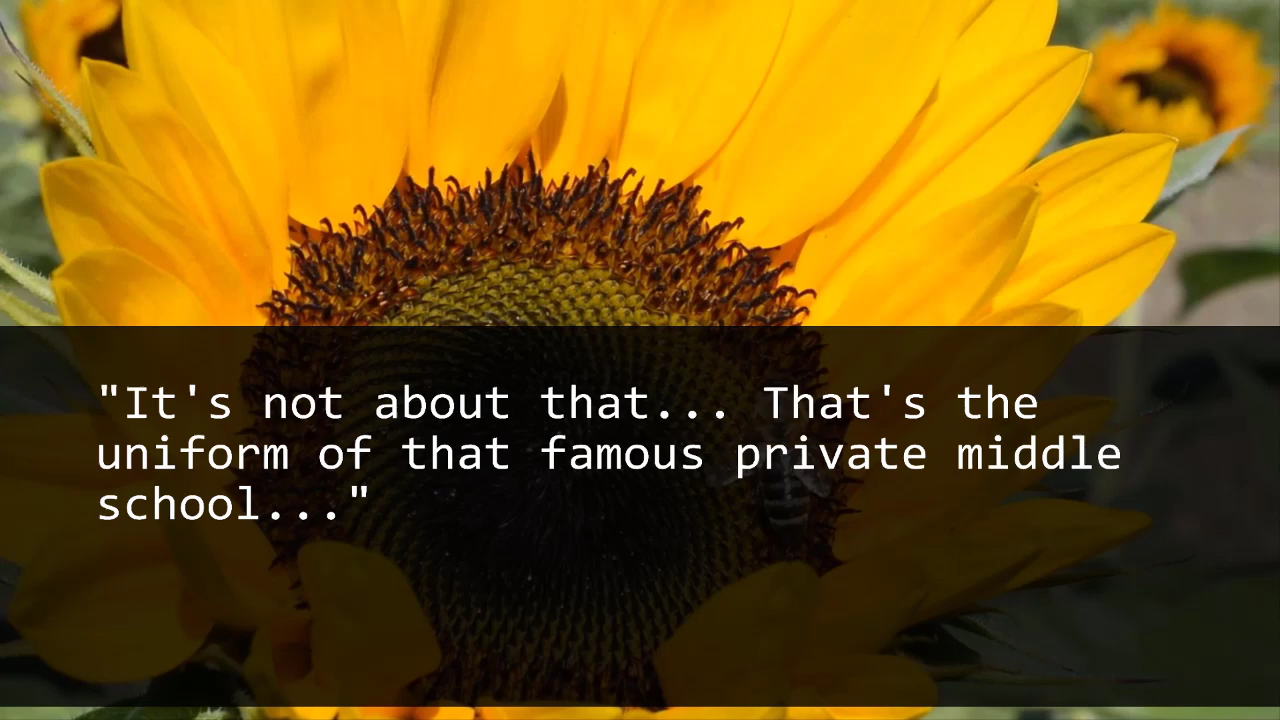 "It's not about that... That's the
uniform of that famous private middle
school..."